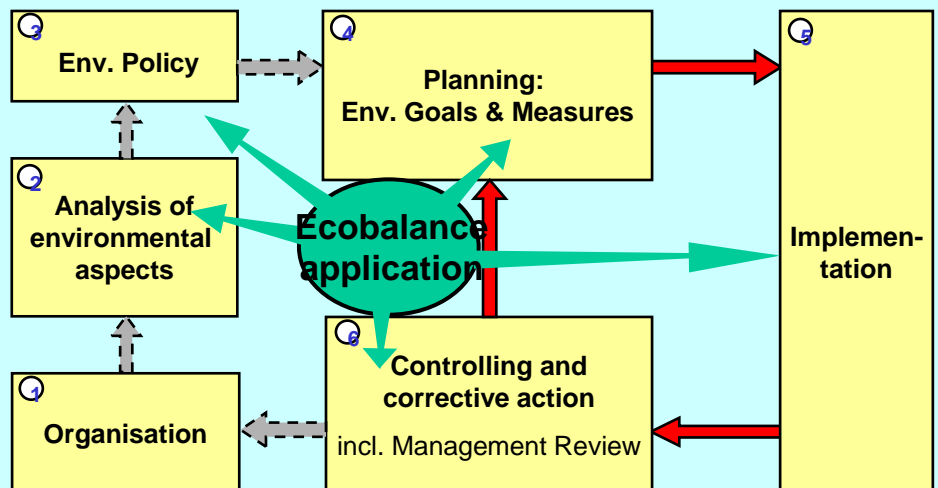 3
Env. Policy
4
Planning:
Env. Goals & Measures
5
Implemen-
tation
2
Analysis of
environmental
aspects
Ecobalance
application
1
Organisation
6
Controlling and
corrective action
incl. Management Review